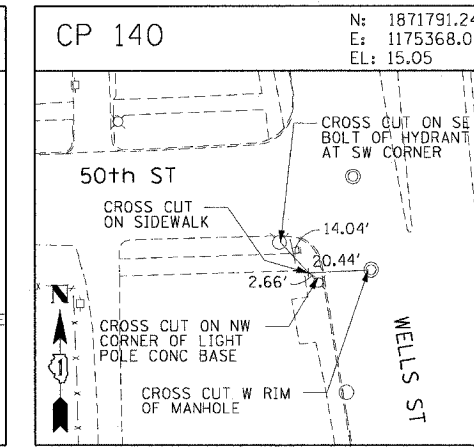 CP 140
N: 1871791.24
E: 1175368.0
EL: 15.05
CROSS CUT ON SE
BOLT OF HYDRANT
AT SW CORNER
50th ST
CROSS CUT
ON SIDEWALK
14.04'
20.44'
2.66'
N
1
CROSS CUT ON NW
CORNER OF LIGHT
POLE CONC BASE
WELLS ST
CROSS CUT W RIM
OF MANHOLE